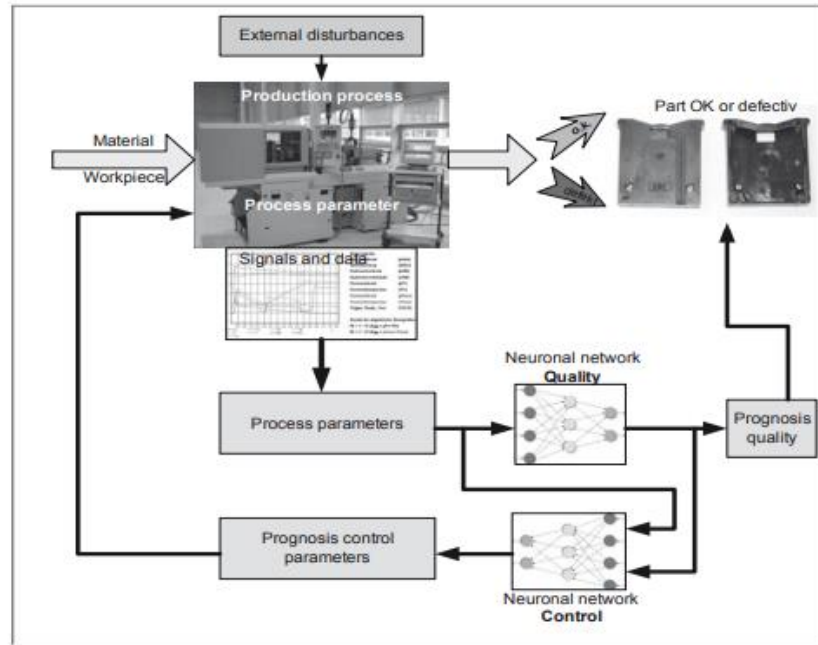 External disturbances
Production process
Part OK or defectiv
o.k.
Material
Workpiece
Process parameter
Signals and data
Neuronal network
Quality
Process parameters
Prognosis
quality
Prognosis control
parameters
Neuronal network
Control